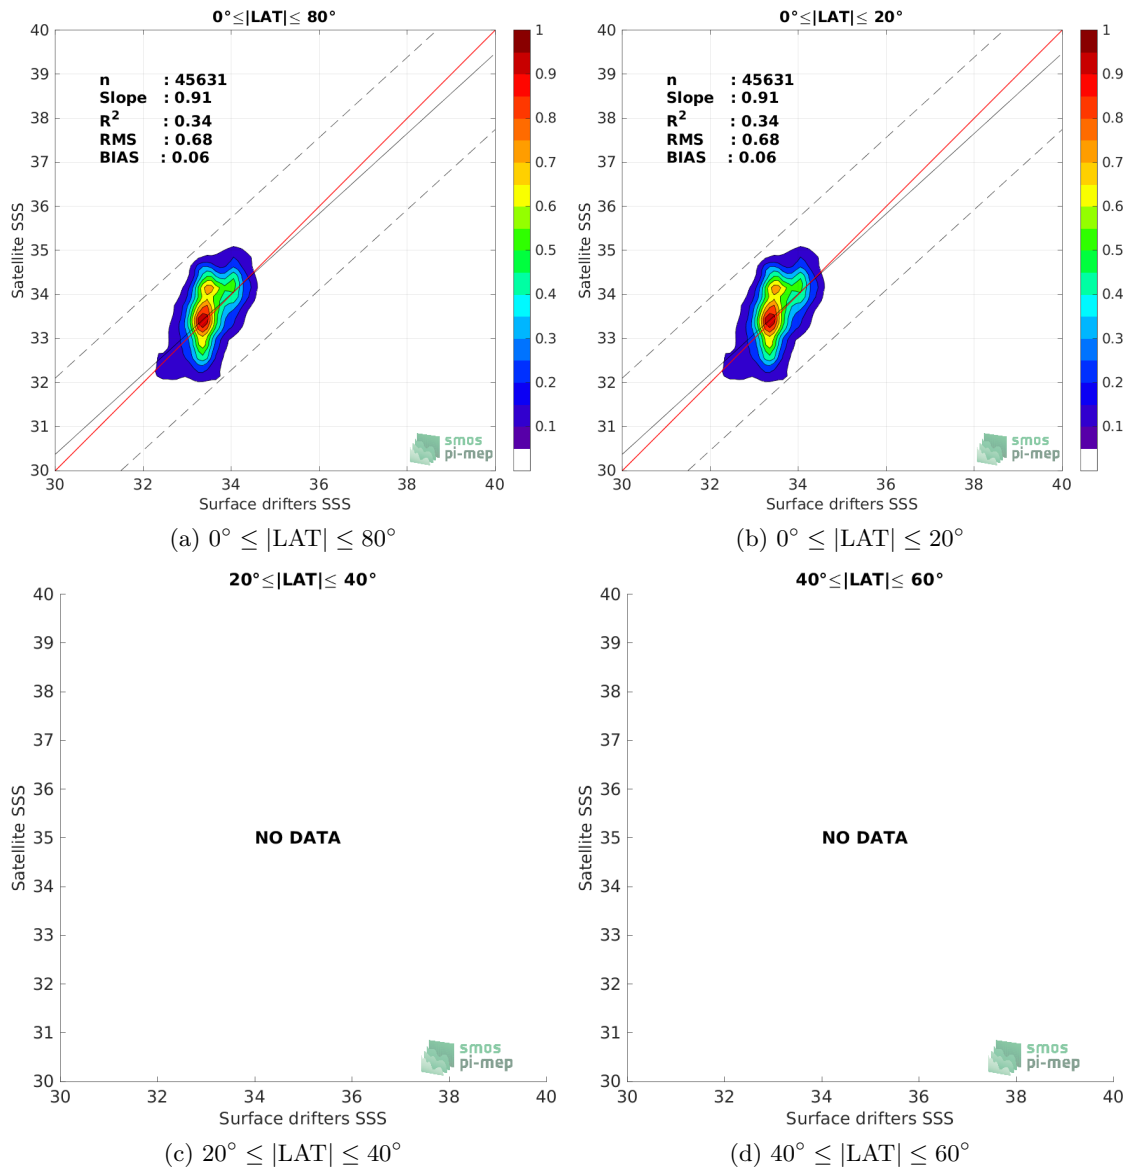 0°≤|LAT|≤ 80°
40
39
38
37
36
35
34
33
32
31
30
Satellite SSS
n : 45631
Slope : 0.91
R²  : 0.34
RMS : 0.68
BIAS : 0.06
smos
pi-mep
30 32 34 36 38 40
Surface drifters SSS
1
0.9
0.8
0.7
0.6
0.5
0.4
0.3
0.2
0.1
(a) 0° ≤ |LAT| ≤ 80°
0°≤|LAT|≤ 20°
40
39
38
37
36
35
34
33
32
31
30
Satellite SSS
n : 45631
Slope : 0.91
R² : 0.34
RMS : 0.68
BIAS : 0.06
smos
pi-mep
30 32 34 36 38 40
Surface drifters SSS
1
0.9
0.8
0.7
0.6
0.5
0.4
0.3
0.2
0.1
(b) 0° ≤ |LAT| ≤ 20°
20°≤|LAT|≤ 40°
40
39
38
37
36
35
34
33
32
31
30
Satellite SSS
NO DATA
smos
pi-mep
30 32 34 36 38 40
Surface drifters SSS
(c) 20° ≤ |LAT| ≤ 40°
40°≤|LAT|≤ 60°
40
39
38
37
36
35
34
33
32
31
30
Satellite SSS
NO DATA
smos
pi-mep
30 32 34 36 38 40
Surface drifters SSS
(d) 40° ≤ |LAT| ≤ 60°